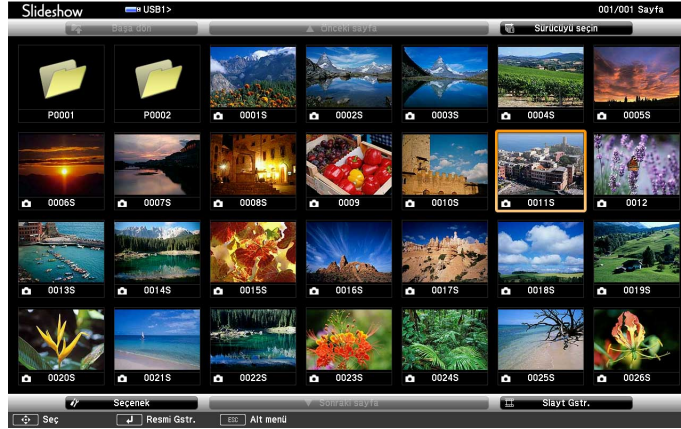 Slideshow USB1> 001/001 Sayfa
Başa dön Önceki sayfa Sürücüyü seçin
P0001 P0002 0001S 0002S 0003S 0004S 0005S
0006S 0007S 0008S 0009 0010S 0011S 0012
0013S 0014S 0015S 0016S 0017S 0018S 0019S
0020S 0021S 0022S 0023S 0024S 0025S 0026S
Seçenek Sonraki sayfa Slayt Gstr.
Seç Resmi Gstr. ESC Alt menü